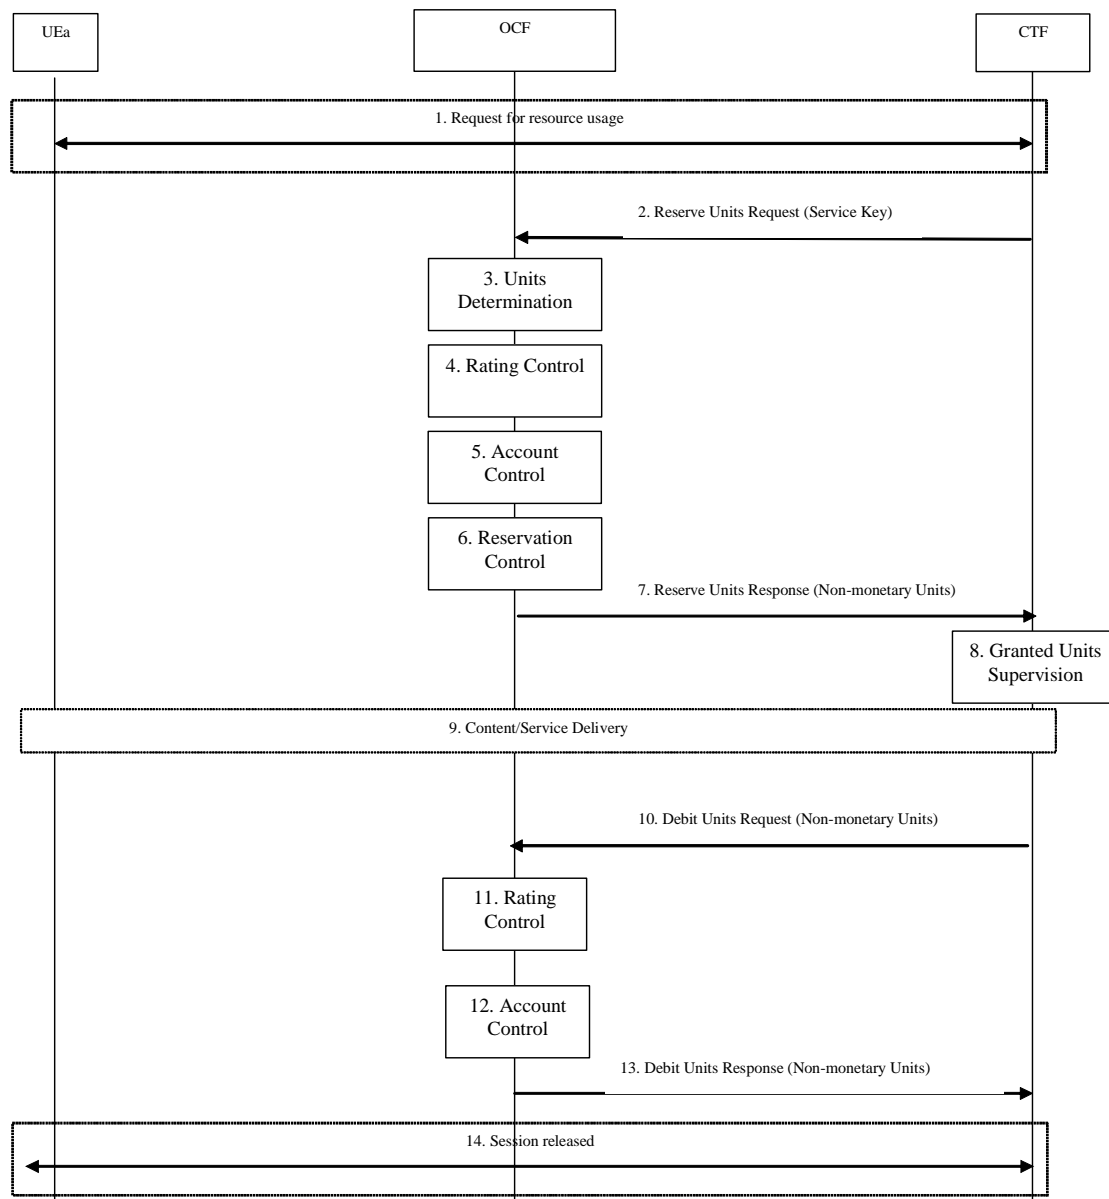 UEa
OCF
CTF
1. Request for resource usage
2. Reserve Units Request (Service Key)
3. Units
Determination
4. Rating Control
5. Account
Control
6. Reservation
Control
7. Reserve Units Response (Non-monetary Units)
8. Granted Units
Supervision
9. Content/Service Delivery
10. Debit Units Request (Non-monetary Units)
11. Rating
Control
12. Account
Control
13. Debit Units Response (Non-monetary Units)
14. Session released